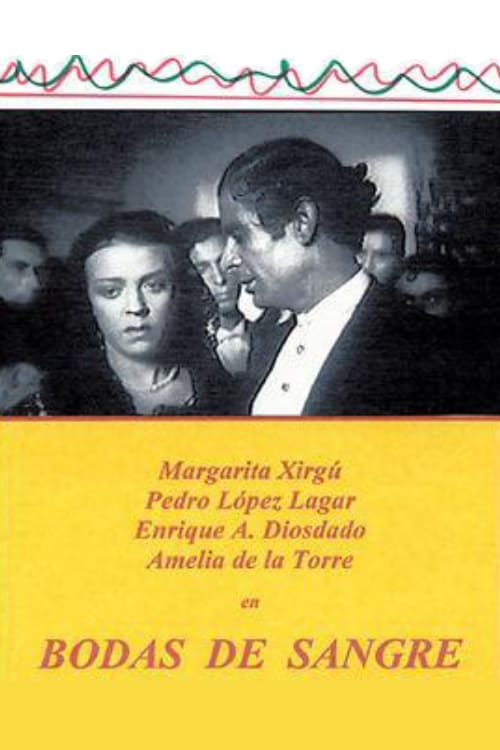 Margarita Xirgú
Pedro López Lagar
Enrique A. Diosdado
Amelia de la Torre
en
BODAS DE SANGRE